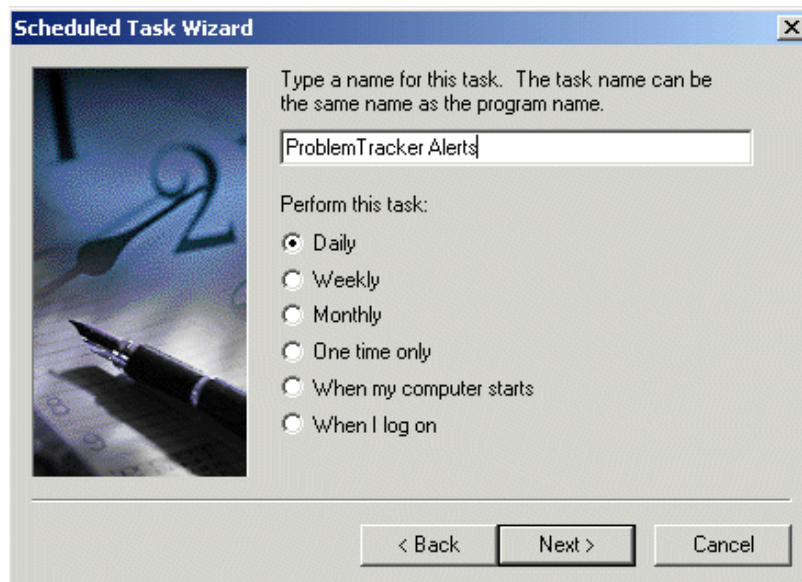 Scheduled Task Wizard
Type a name for this task. The task name can be
the same name as the program name.
ProblemTracker Alerts
Perform this task:
Daily
Weekly
Monthly
One time only
When my computer starts
When I log on
< Back
Next >
Cancel